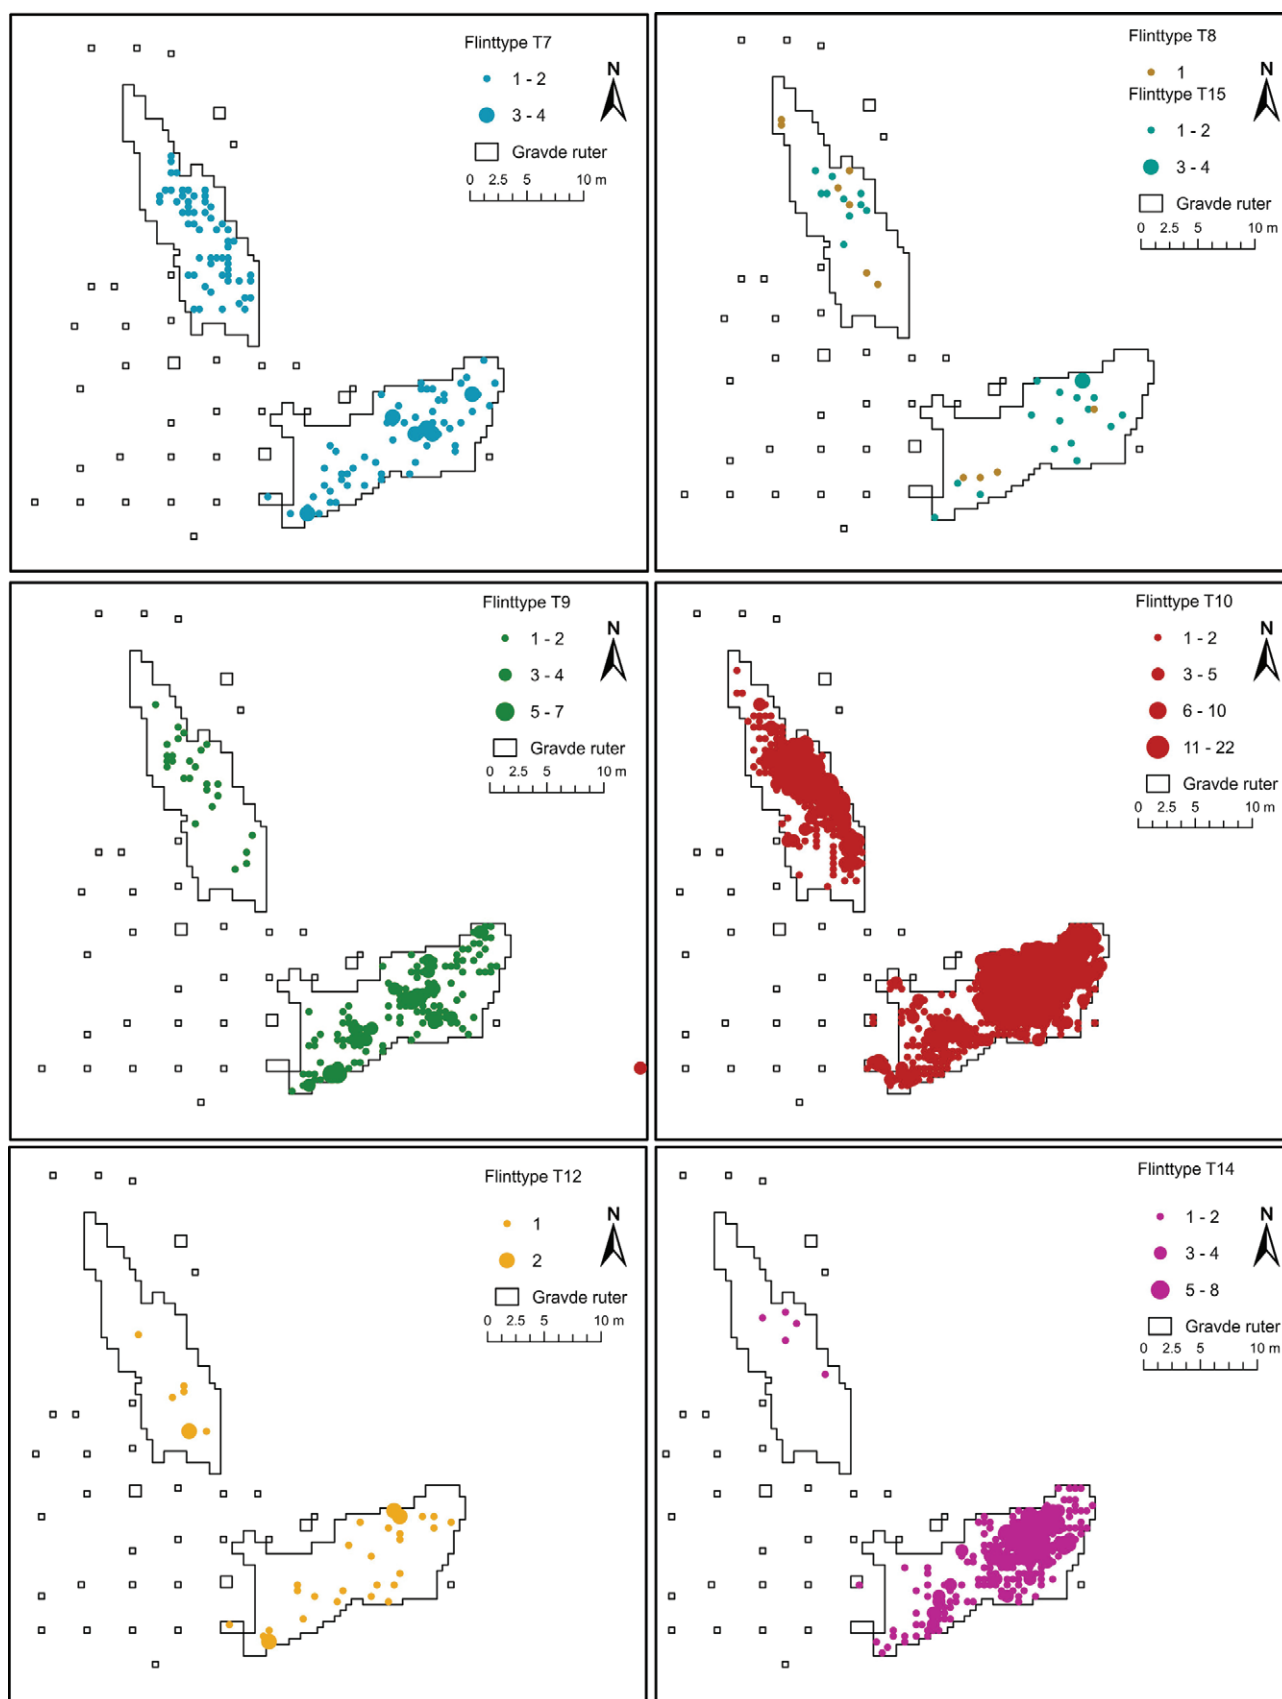 Flinttype T7
1 - 2
N
3 - 4
Gravde ruter
0 2.5 5 10 m
Flinttype T8
1
N
Flinttype T15
1 - 2
3 - 4
Gravde ruter
0 2.5 5 10 m
Flinttype T9
1 - 2
N
3 - 4
5 - 7
Gravde ruter
0 2.5 5 10 m
Flinttype T10
1 - 2
N
3 - 5
6 - 10
11 - 22
Gravde ruter
0 2.5 5 10 m
Flinttype T12
1
N
2
Gravde ruter
0 2.5 5 10 m
Flinttype T14
1 - 2
N
3 - 4
5 - 8
Gravde ruter
0 2.5 5 10 m